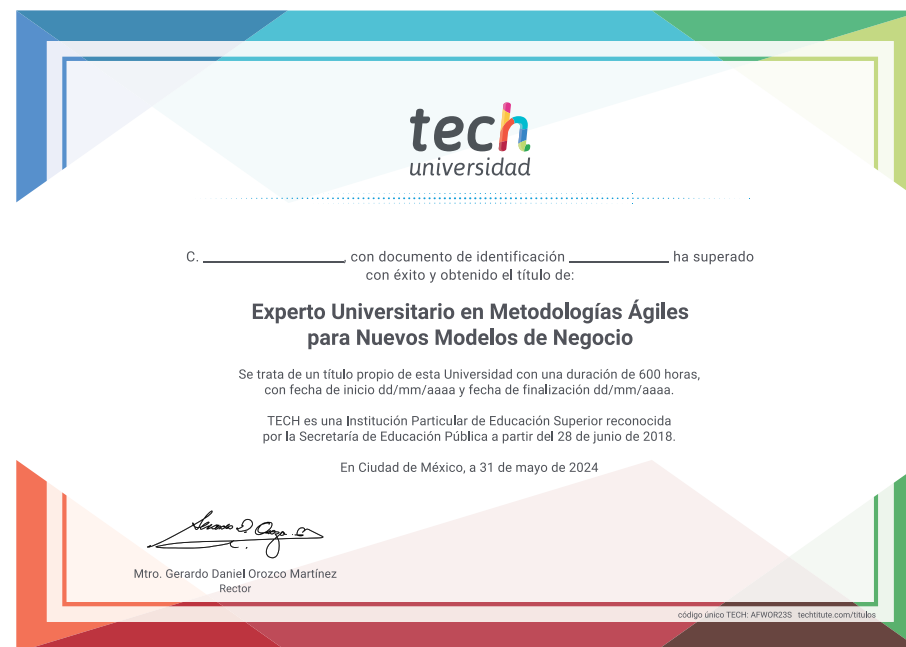 tech
universidad
C. ________________, con documento de identificación ____________ ha superado
con éxito y obtenido el título de:
Experto Universitario en Metodologías Ágiles
para Nuevos Modelos de Negocio
Se trata de un título propio de esta Universidad con una duración de 600 horas,
con fecha de inicio dd/mm/aaaa y fecha de finalización dd/mm/aaaa.
TECH es una Institución Particular de Educación Superior reconocida
por la Secretaría de Educación Pública a partir del 28 de junio de 2018.
En Ciudad de México, a 31 de mayo de 2024
Mtro. Gerardo Daniel Orozco Martínez
Rector
código único TECH: AFWOR23S techtitute.com/titulos